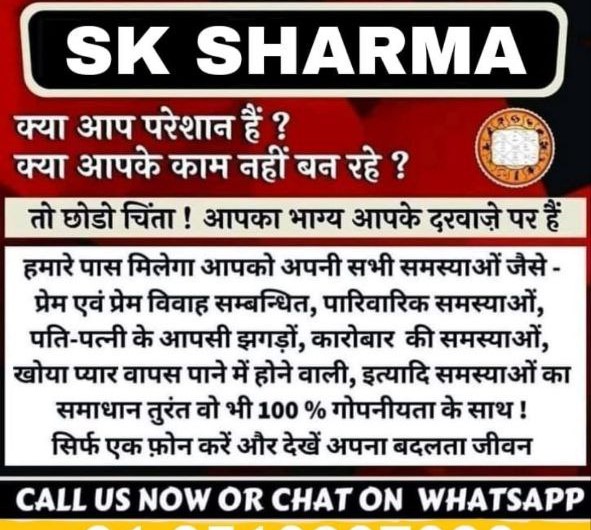 SK SHARMA
क्या आप परेशान हैं ?
क्या आपके काम नहीं बन रहे ?
तो छोडो चिंता ! आपका भाग्य आपके दरवाज़े पर हैं
हमारे पास मिलेगा आपको अपनी सभी समस्याओं जैसे -
प्रेम एवं प्रेम विवाह सम्बन्धित, पारिवारिक समस्याओं,
पति-पत्नी के आपसी झगड़ों, कारोबार की समस्याओं,
खोया प्यार वापस पाने में होने वाली, इत्यादि समस्याओं का
समाधान तुरंत वो भी 100 % गोपनीयता के साथ !
सिर्फ एक फ़ोन करें और देखें अपना बदलता जीवन
CALL US NOW OR CHAT ON WHATSAPP